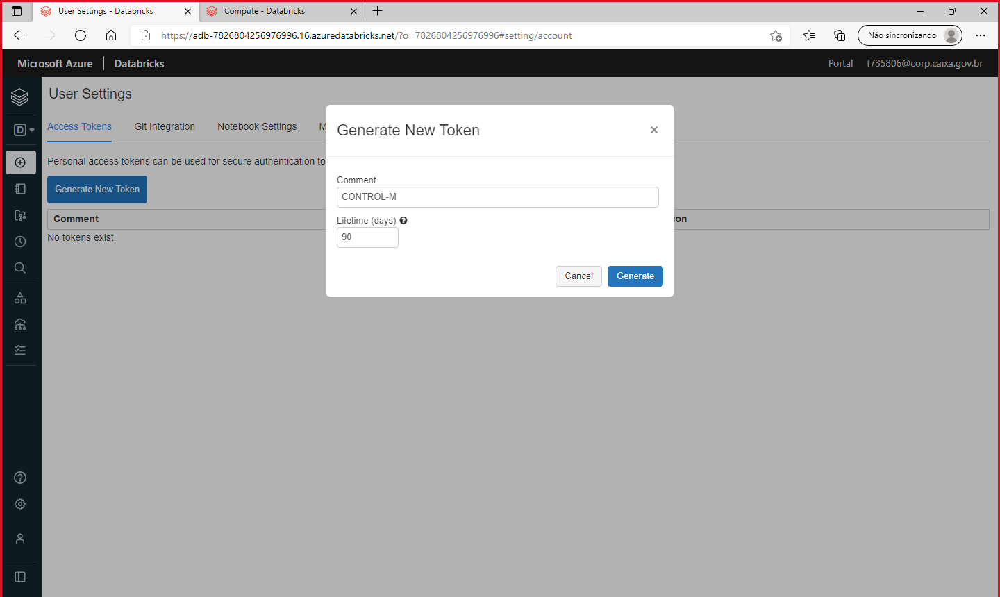 User Settings - Databricks
Compute - Databricks
https://adb-7826804256976996.16.azuredatabricks.net/?o=7826804256976996#setting/account
Não sincronizando
Microsoft Azure
Databricks
Portal
f735806@corp.caixa.gov.br
User Settings
D
Access Tokens
Git Integration
Notebook Settings
M
Personal access tokens can be used for secure authentication to
Generate New Token
Comment
ion
No tokens exist.
Generate New Token
Comment
CONTROL-M
Lifetime (days)
90
Cancel
Generate